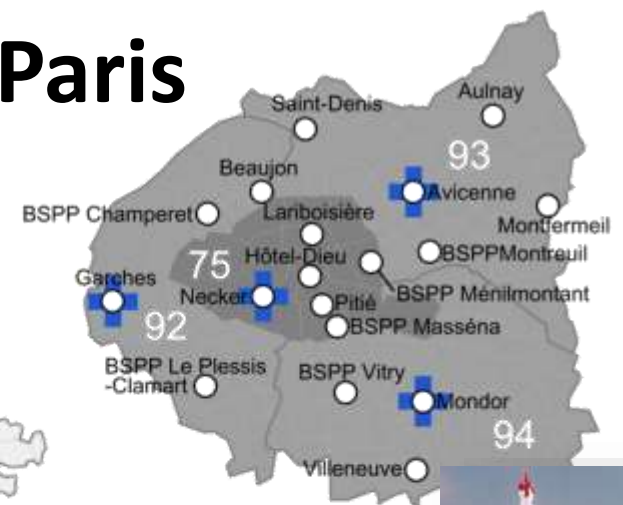 Paris
Saint-Denis
Aulnay
93
Beaujon
Avicenne
BSPP Champeret
Lariboisière
Montfermeil
75
Hôtel-Dieu
BSPPMontreuil
Garches
Necker
Pitié
BSPP Ménilmontant
92
BSPP Masséna
BSPP Le Plessis
-Clamart
BSPP Vitry
Mondor
94
Villeneuve